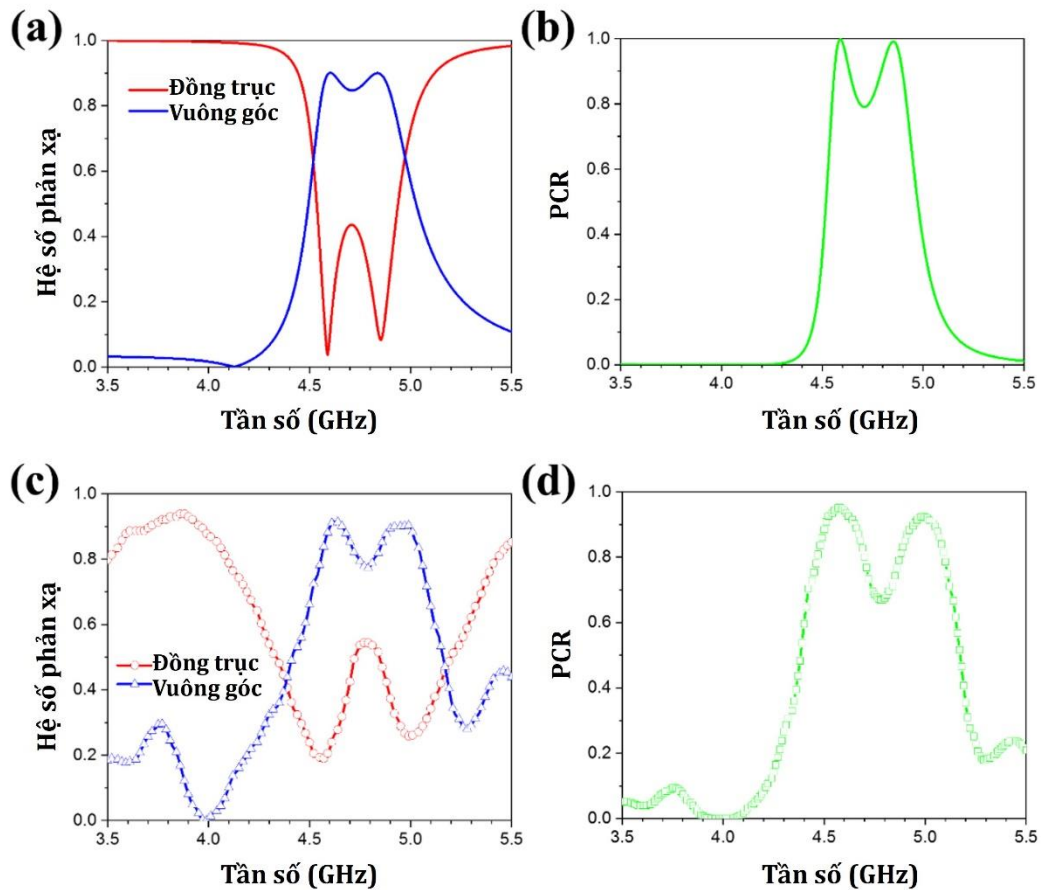 (a)
1.0
0.8
0.6
0.4
0.2
0.0
Hệ số phản xạ
Đồng trục
Vuông góc
3.5 4.0 4.5 5.0 5.5
Tần số (GHz)
(b)
1.0
0.8
0.6
0.4
0.2
0.0
PCR
3.5 4.0 4.5 5.0 5.5
Tần số (GHz)
(c)
1.0
0.8
0.6
0.4
0.2
0.0
Hệ số phản xạ
Đồng trục
Vuông góc
3.5 4.0 4.5 5.0 5.5
Tần số (GHz)
(d)
1.0
0.8
0.6
0.4
0.2
0.0
PCR
3.5 4.0 4.5 5.0 5.5
Tần số (GHz)